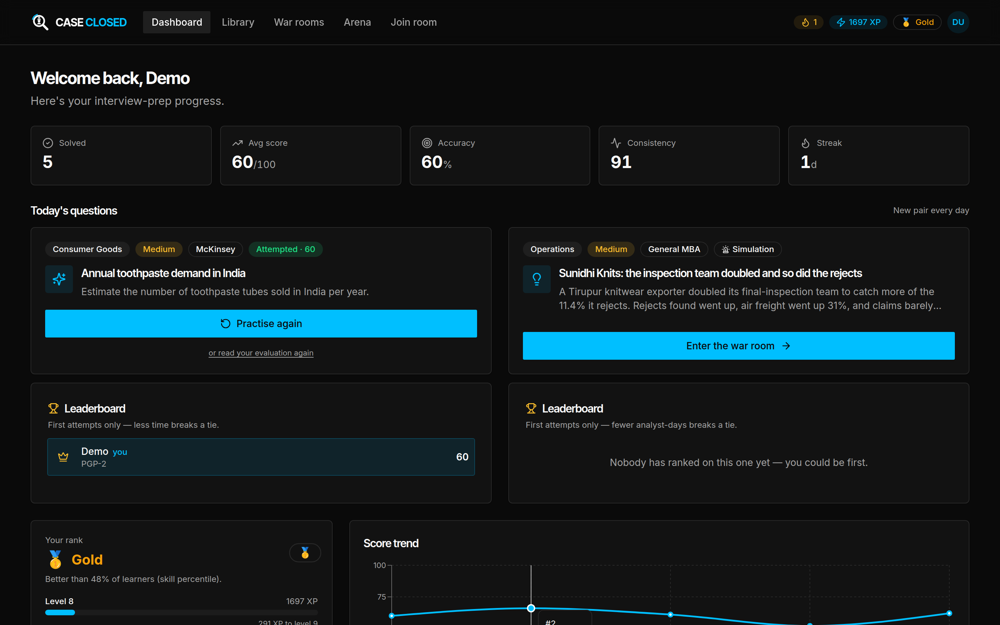 CASE CLOSED
Dashboard
Library
War rooms
Arena
Join room
1
1697 XP
Gold
DU
Welcome back, Demo
Here's your interview-prep progress.
Solved
5
Avg score
60/100
Accuracy
60%
Consistency
91
Streak
1d
Today's questions
New pair every day
Consumer Goods
Medium
McKinsey
Attempted · 60
Annual toothpaste demand in India
Estimate the number of toothpaste tubes sold in India per year.
Practise again
or read your evaluation again
Operations
Medium
General MBA
Simulation
Sunidhi Knits: the inspection team doubled and so did the rejects
A Tirupur knitwear exporter doubled its final-inspection team to catch more of the
11.4% it rejects. Rejects found went up, air freight went up 31%, and claims barely...
Enter the war room
Leaderboard
First attempts only — less time breaks a tie.
Demo you
PGP-2
60
Leaderboard
First attempts only — fewer analyst-days breaks a tie.
Nobody has ranked on this one yet — you could be first.
Your rank
Gold
Better than 48% of learners (skill percentile).
Level 8
1697 XP
291 XP to level 9
Score trend
100
75
#2